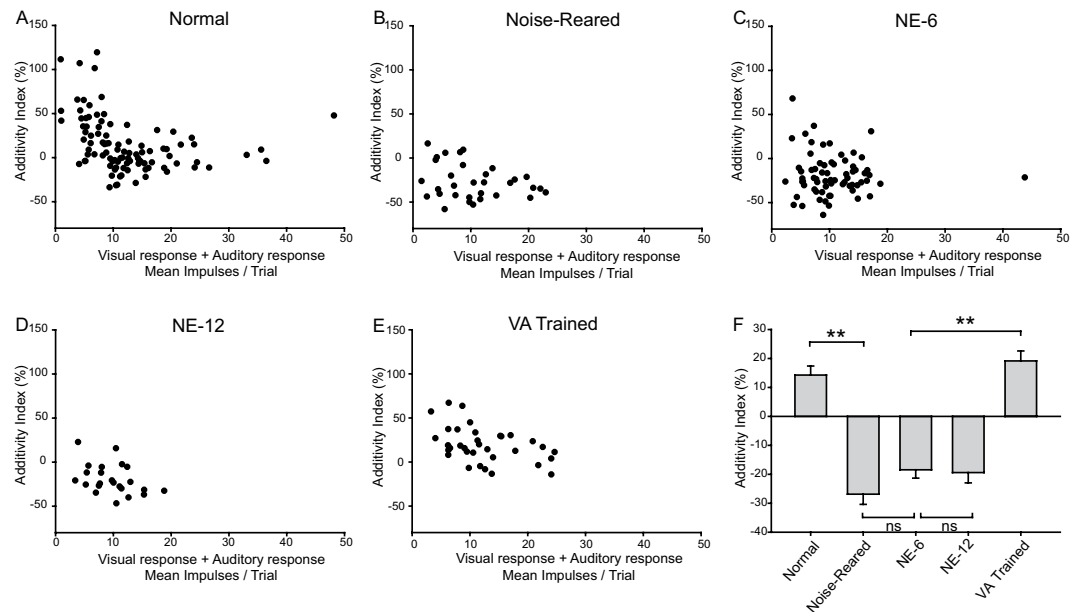 A
Normal
Additivity Index (%)
150
100
50
0
-50
0 10 20 30 40 50
Visual response + Auditory response
Mean Impulses / Trial
B
Noise-Reared
Additivity Index (%)
150
100
50
0
-50
0 10 20 30 40 50
Visual response + Auditory response
Mean Impulses / Trial
C
NE-6
Additivity Index (%)
150
100
50
0
-50
0 10 20 30 40 50
Visual response + Auditory response
Mean Impulses / Trial
D
NE-12
Additivity Index (%)
150
100
50
0
-50
0 10 20 30 40 50
Visual response + Auditory response
Mean Impulses / Trial
E
VA Trained
Additivity Index (%)
150
100
50
0
-50
0 10 20 30 40 50
Visual response + Auditory response
Mean Impulses / Trial
F
Additivity Index (%)
30
20
10
0
-10
-20
-30
-40
**
**
ns ns
Normal
Noise-Reared
NE-6
NE-12
VA Trained